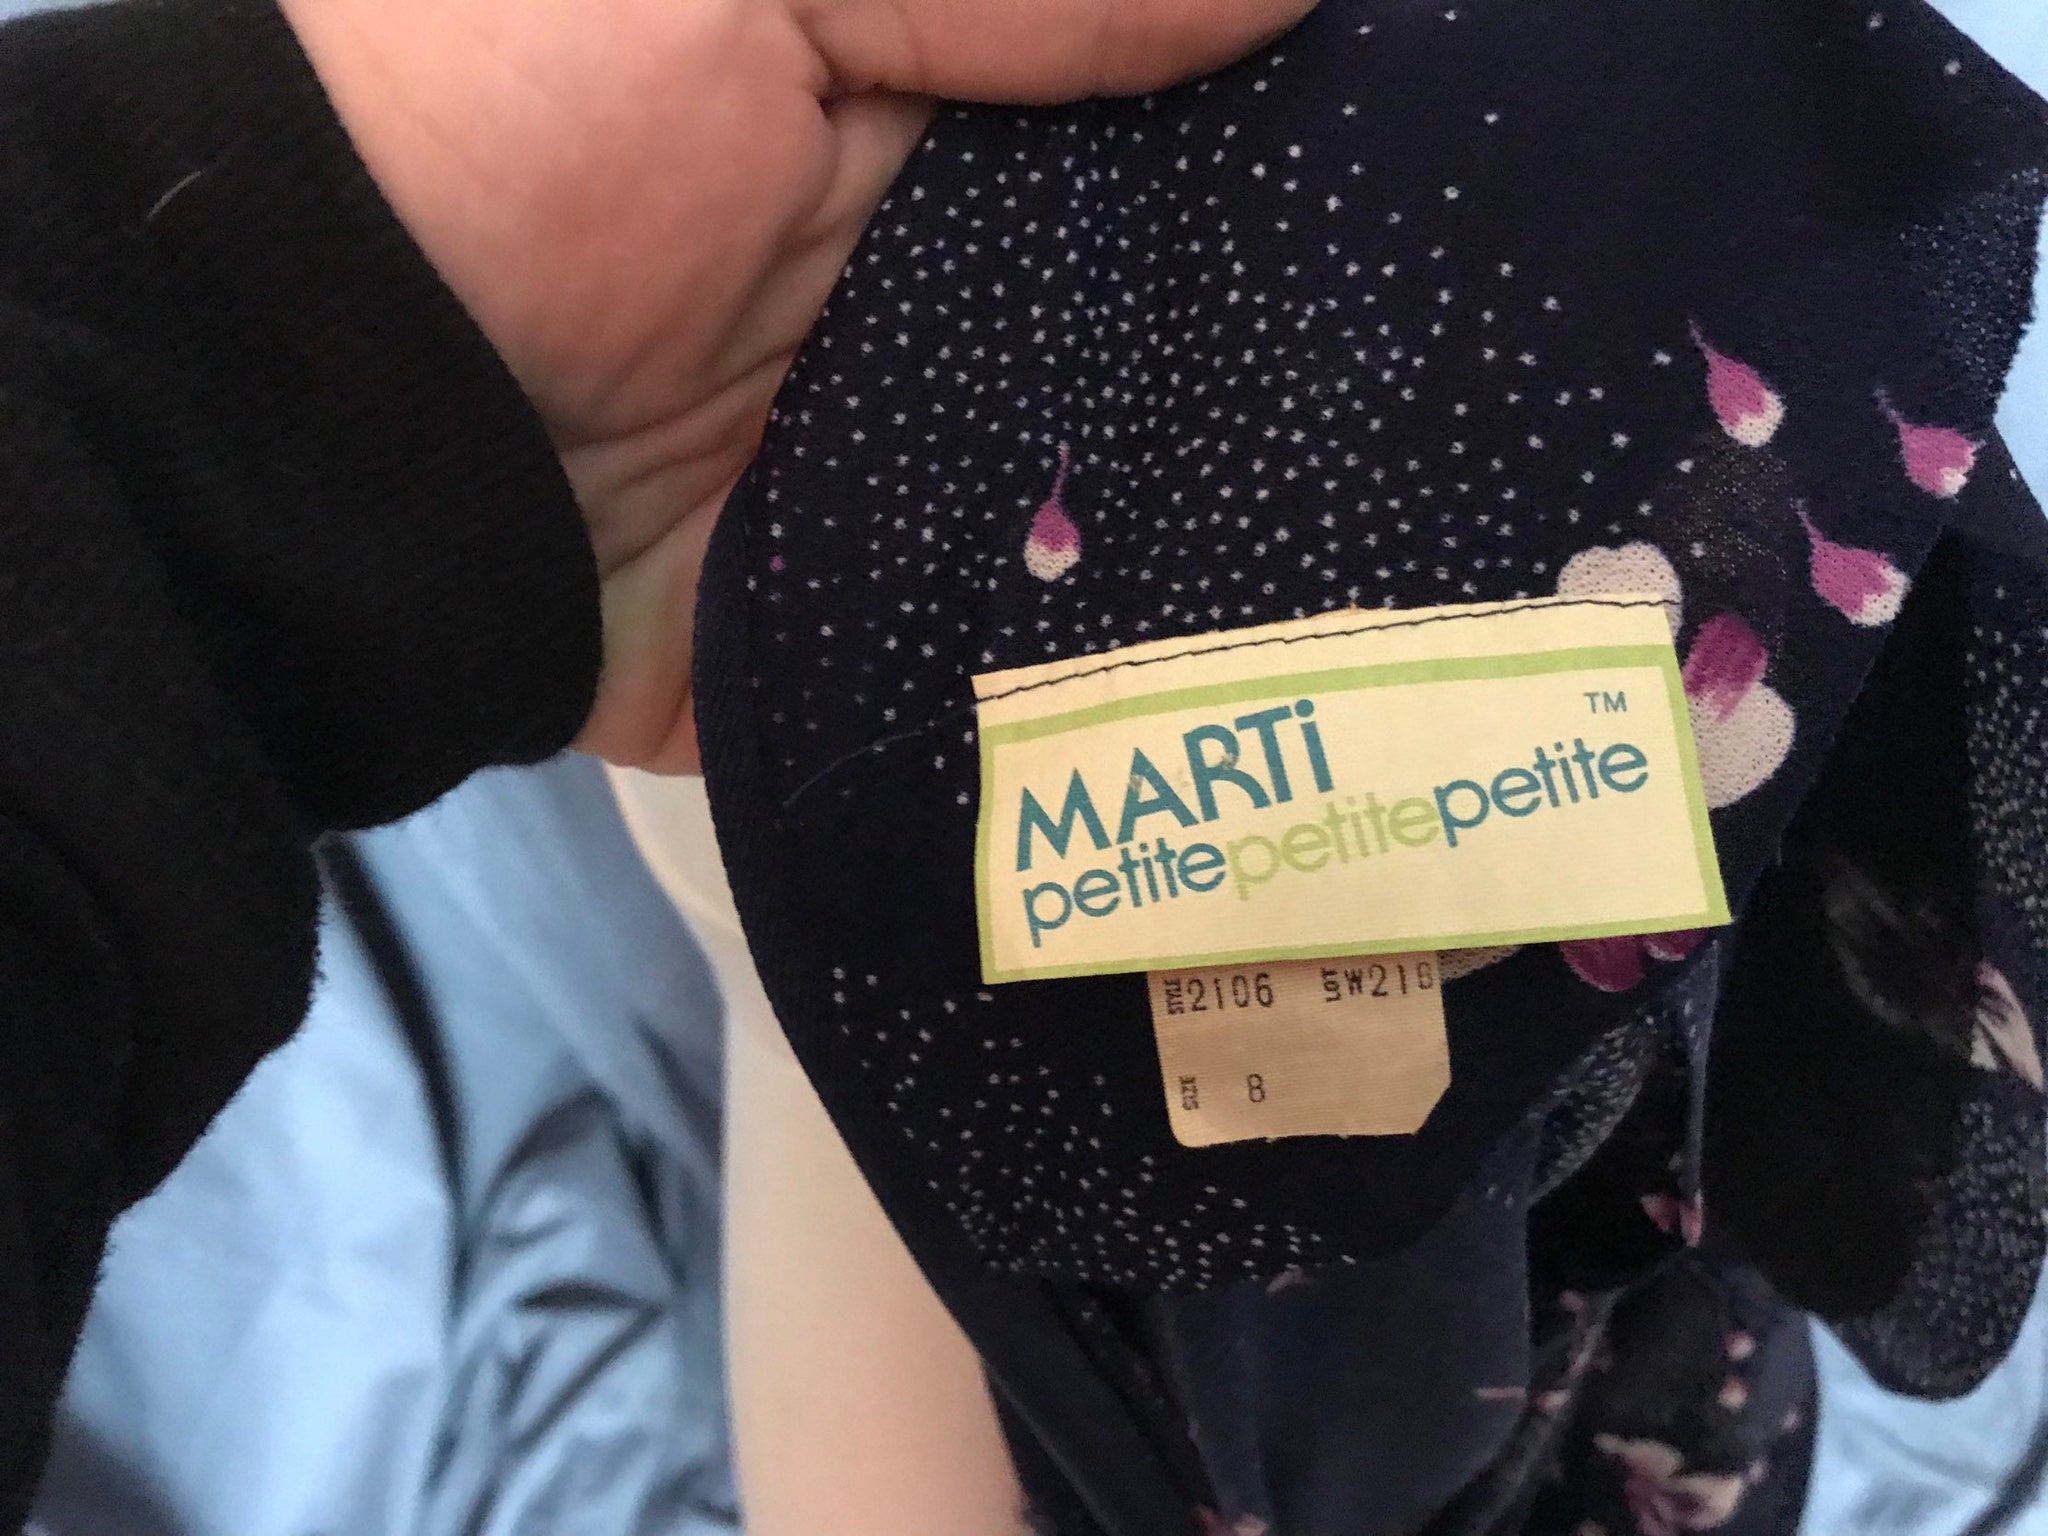 MARTi ™
petitepetitepetite
STYLE 2106 LOT W218
SIZE 8